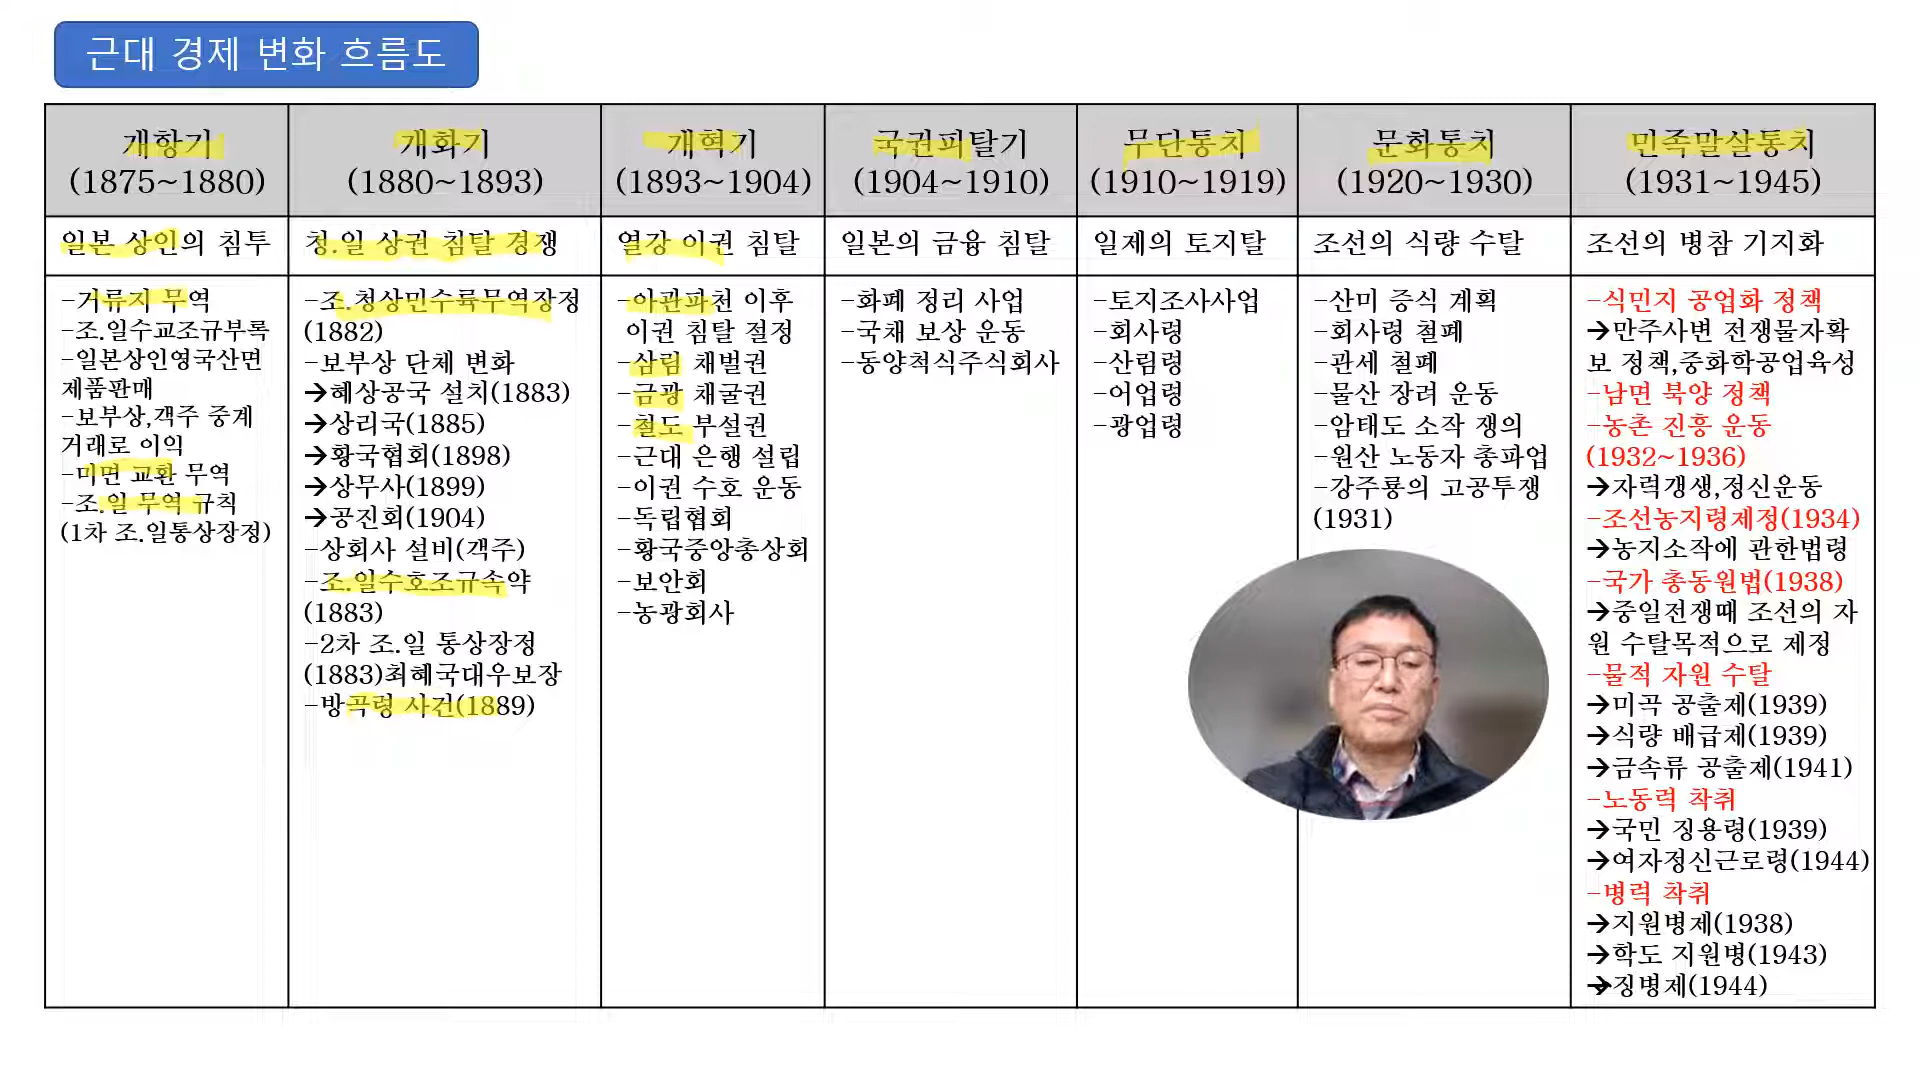 근대 경제 변화 흐름도
개항기
(1875~1880)
일본 상인의 침투
-거류지 무역
-조.일수교조규부록
-일본상인영국산면
제품판매
-보부상,객주 중계
거래로 이익
-미면 교환 무역
-조.일 무역 규칙
(1차 조.일통상장정)
개화기
(1880~1893)
청.일 상권 침탈 경쟁
-조.청상민수륙무역장정
(1882)
-보부상 단체 변화
→혜상공국 설치(1883)
→상리국(1885)
→황국협회(1898)
→상무사(1899)
→공진회(1904)
-상회사 설비(객주)
-조.일수호조규속약
(1883)
-2차 조.일 통상장정
(1883)최혜국대우보장
-방곡령 사건(1889)
개혁기
(1893~1904)
열강 이권 침탈
-아관파천 이후
이권 침탈 절정
-삼림 채벌권
-금광 채굴권
-철도 부설권
-근대 은행 설립
-이권 수호 운동
-독립협회
-황국중앙총상회
-보안회
-농광회사
국권피탈기
(1904~1910)
일본의 금융 침탈
-화폐 정리 사업
-국채 보상 운동
-동양척식주식회사
무단통치
(1910~1919)
일제의 토지탈
-토지조사사업
-회사령
-산림령
-어업령
-광업령
문화통치
(1920~1930)
조선의 식량 수탈
-산미 증식 계획
-회사령 철폐
-관세 철폐
-물산 장려 운동
-암태도 소작 쟁의
-원산 노동자 총파업
-강주룡의 고공투쟁
(1931)
민족말살통치
(1931~1945)
조선의 병참 기지화
-식민지 공업화 정책
→만주사변 전쟁물자확
보 정책,중화학공업육성
-남면 북양 정책
-농촌 진흥 운동
(1932~1936)
→자력갱생,정신운동
-조선농지령제정(1934)
→농지소작에 관한법령
-국가 총동원법(1938)
→중일전쟁때 조선의 자
원 수탈목적으로 제정
-물적 자원 수탈
→미곡 공출제(1939)
→식량 배급제(1939)
→금속류 공출제(1941)
-노동력 착취
→국민 징용령(1939)
→여자정신근로령(1944)
-병력 착취
→지원병제(1938)
→학도 지원병(1943)
→징병제(1944)